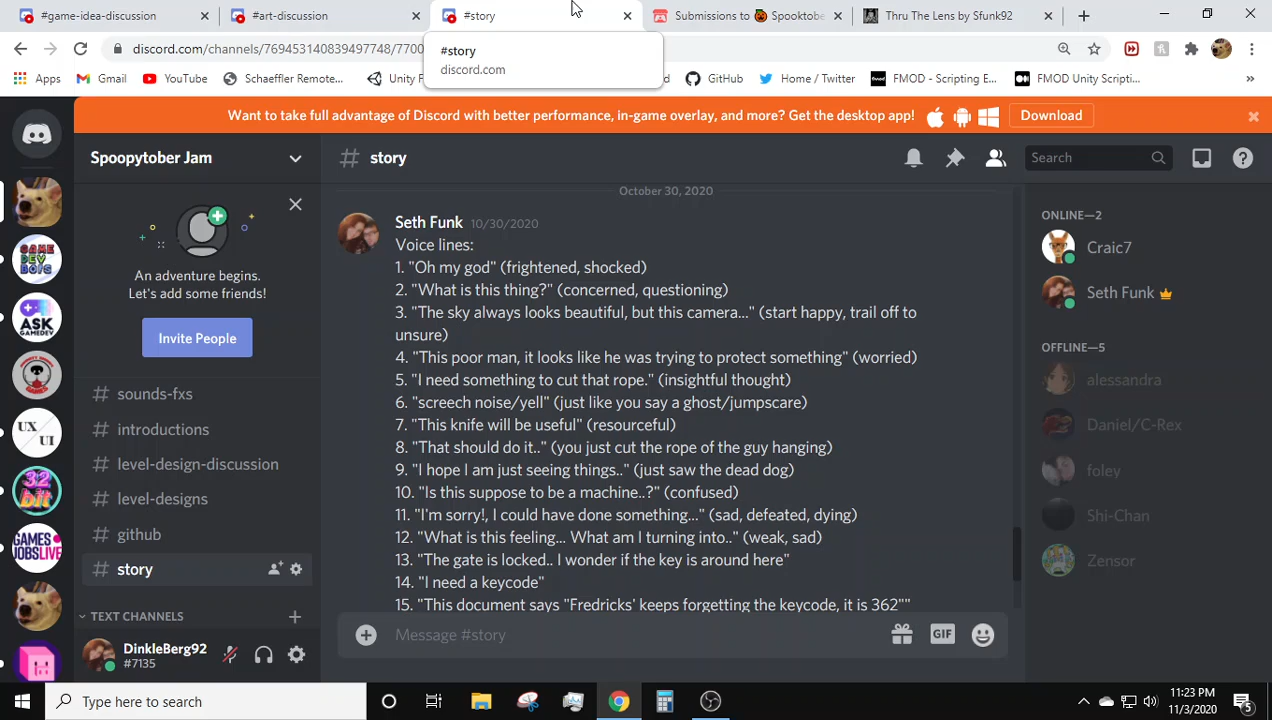 #game-idea-discussion
#art-discussion
#story
Submissions to 🎃 Spooktobe
Thru The Lens by Sfunk92
discord.com/channels/769453140839497748/7700
#story
discord.com
Apps
Gmail
YouTube
Schaeffler Remote...
Unity F
GitHub
Home / Twitter
FMOD - Scripting E...
FMOD Unity Scripti...
Want to take full advantage of Discord with better performance, in-game overlay, and more? Get the desktop app!
Download
Spoopytober Jam
story
Search
An adventure begins.
Let's add some friends!
Invite People
sounds-fxs
introductions
level-design-discussion
level-designs
github
story
TEXT CHANNELS
DinkleBerg92
#7135
GAME
DEV
BOIS
ASK
GAMEDEV
UX
UI
32
bit
GAMES
JOBS LIVE
October 30, 2020
Seth Funk 10/30/2020
Voice lines:
1. "Oh my god" (frightened, shocked)
2. "What is this thing?" (concerned, questioning)
3. "The sky always looks beautiful, but this camera..." (start happy, trail off to
unsure)
4. "This poor man, it looks like he was trying to protect something" (worried)
5. "I need something to cut that rope." (insightful thought)
6. "screech noise/yell" (just like you say a ghost/jumpscare)
7. "This knife will be useful" (resourceful)
8. "That should do it.." (you just cut the rope of the guy hanging)
9. "I hope I am just seeing things.." (just saw the dead dog)
10. "Is this suppose to be a machine..?" (confused)
11. "I'm sorry!, I could have done something..." (sad, defeated, dying)
12. "What is this feeling... What am I turning into.." (weak, sad)
13. "The gate is locked.. I wonder if the key is around here"
14. "I need a keycode"
15. "This document says "Fredricks' keeps forgetting the keycode, it is 362""
Message #story
GIF
ONLINE—2
Craic7
Seth Funk
OFFLINE—5
alessandra
Daniel/C-Rex
foley
Shi-Chan
Zensor
Type here to search
11:23 PM
11/3/2020
5